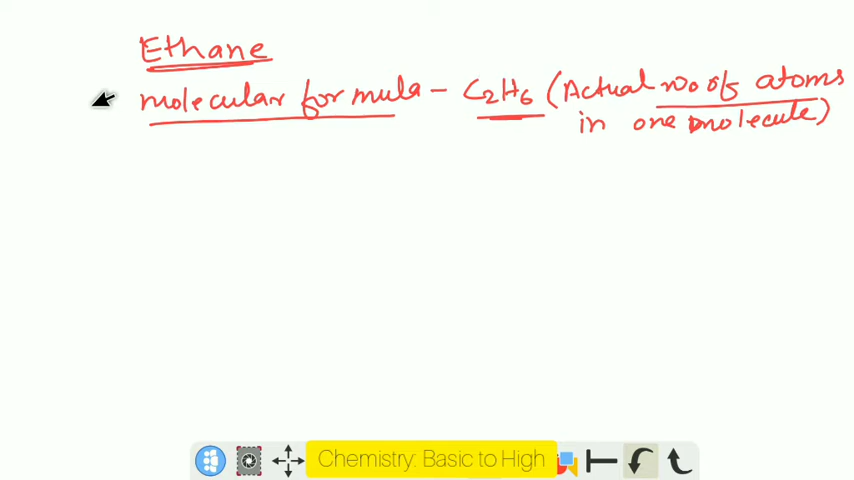 Ethane
molecular formula - C₂H₆ (Actual no of atoms
in one molecule)
Chemistry: Basic to High